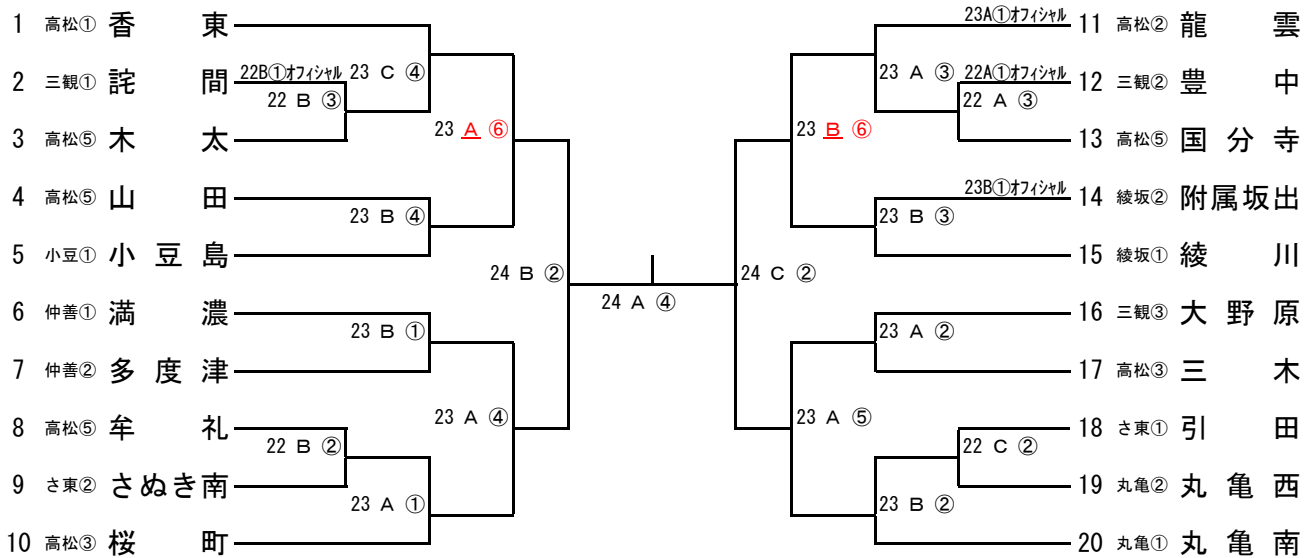 1 高松① 香東
2 三観① 詫間
3 高松⑤ 木太
4 高松⑤ 山田
5 小豆① 小豆島
6 仲善① 満濃
7 仲善② 多度津
8 高松⑤ 牟礼
9 さ東② さぬき南
10 高松③ 桜町
22B①オフィシャル
23 C ④
22 B ③
23 A ⑥
23 B ④
24 B ②
23 B ①
23 A ④
22 B ②
23 A ①
24 A ④
23A①オフィシャル
23 A ③
22A①オフィシャル
22 A ③
23 B ⑥
23B①オフィシャル
23 B ③
24 C ②
23 A ②
23 A ⑤
22 C ②
23 B ②
11 高松② 龍雲
12 三観② 豊中
13 高松⑤ 国分寺
14 綾坂② 附属坂出
15 綾坂① 綾川
16 三観③ 大野原
17 高松③ 三木
18 さ東① 引田
19 丸亀② 丸亀西
20 丸亀① 丸亀南